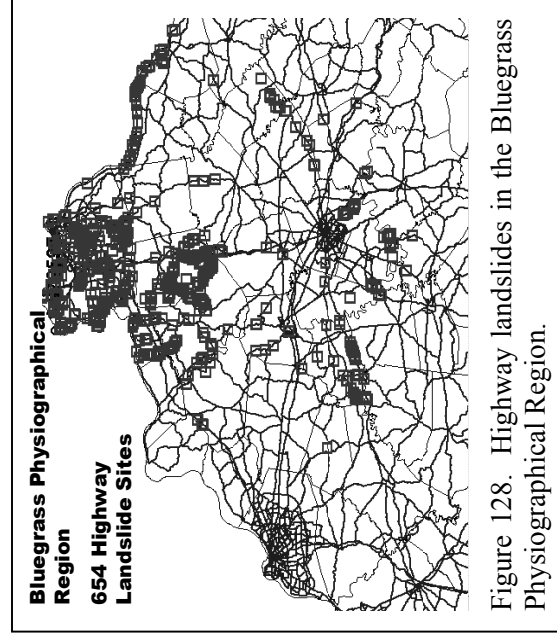 Bluegrass Physiographical
Region
654 Highway
Landslide Sites
Figure 128. Highway landslides in the Bluegrass
Physiographical Region.